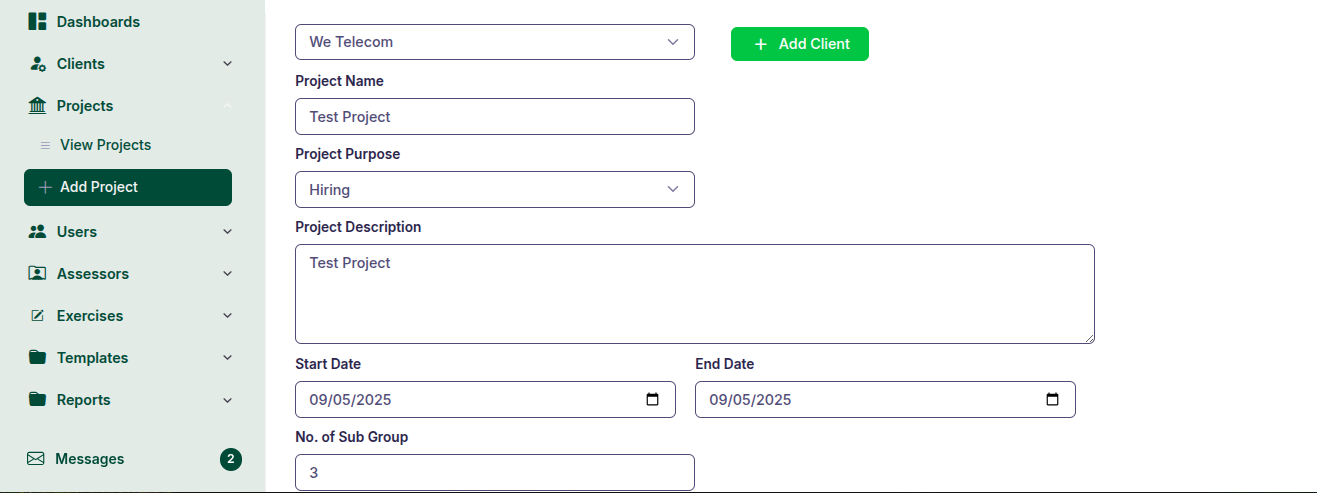 Dashboards
Clients
Projects
View Projects
Add Project
Users
Assessors
Exercises
Templates
Reports
Messages 2
We Telecom
Add Client
Project Name
Test Project
Project Purpose
Hiring
Project Description
Test Project
Start Date End Date
09/05/2025 09/05/2025
No. of Sub Group
3